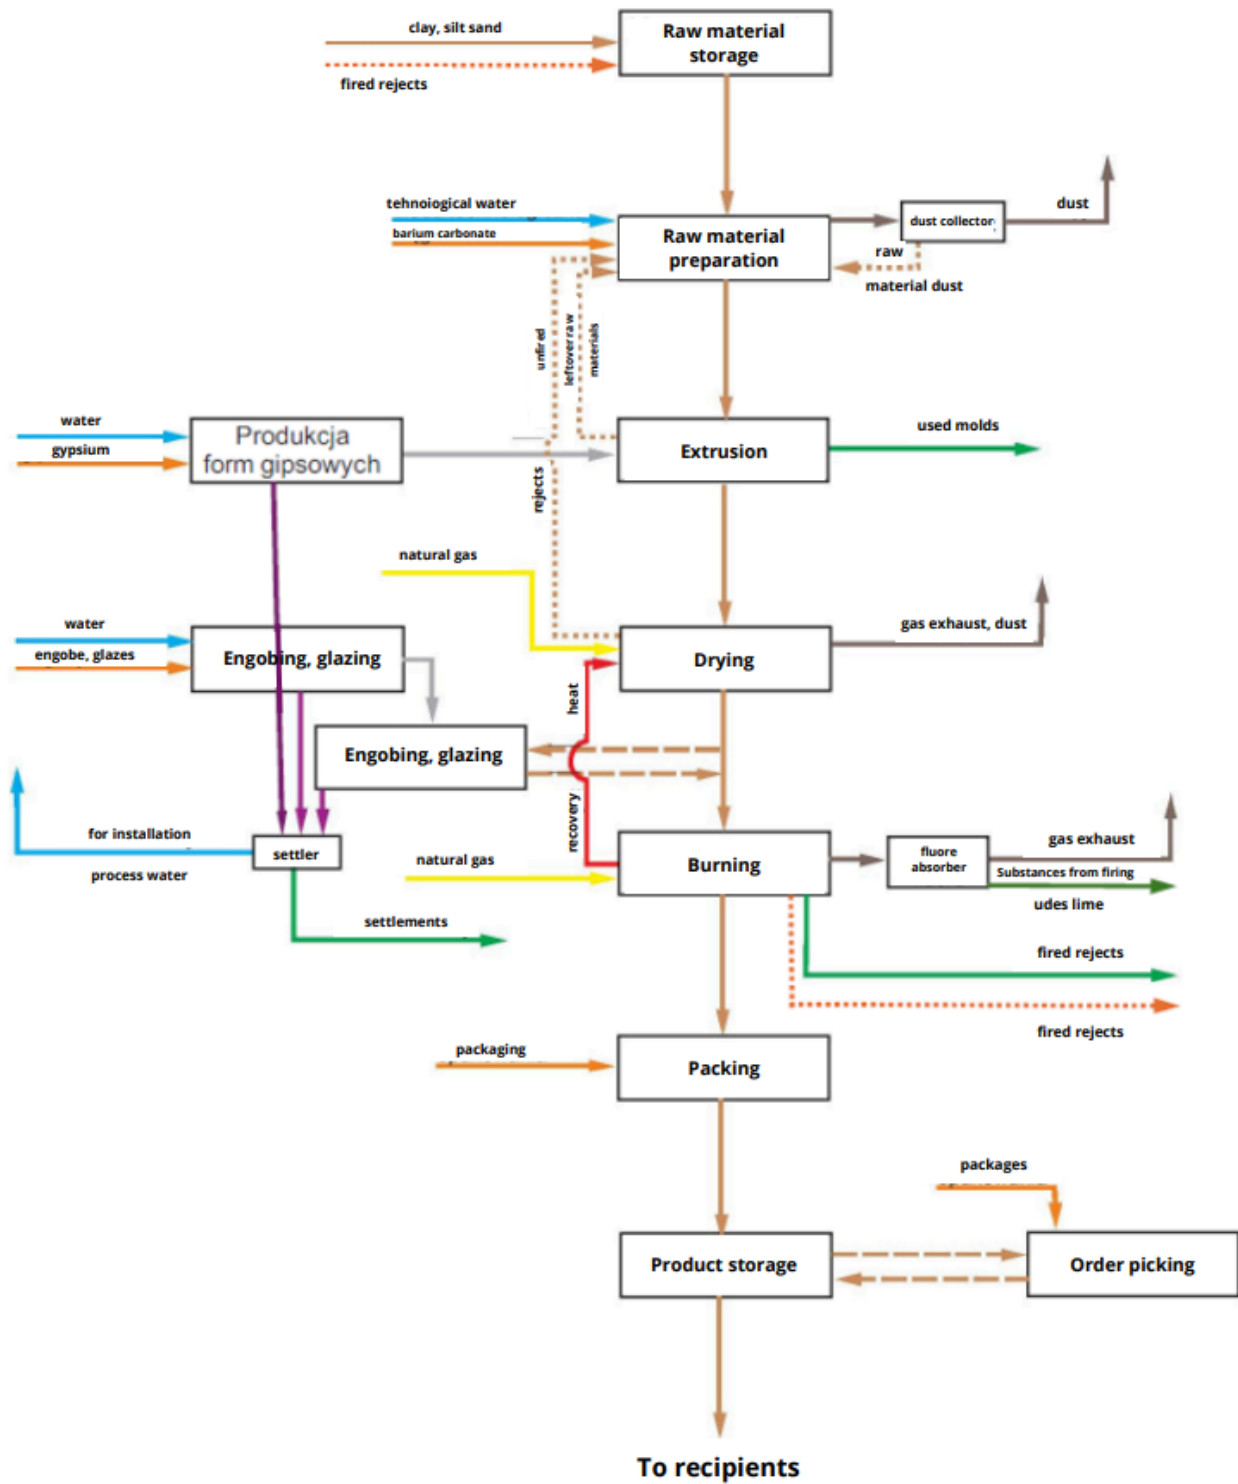 clay, silt sand
fired rejects
Raw material
storage
tehnoiogical water
barium carbonate
Raw material
preparation
dust collector
dust
raw
material dust
unfired
leftover raw
materials
water
gypsium
Produkcja
form gipsowych
Extrusion
used molds
rejects
natural gas
water
engobe, glazes
Engobing, glazing
Drying
gas exhaust, dust
heat
Engobing, glazing
recovery
for installation
process water
settler
natural gas
Burning
fluore
absorber
gas exhaust
Substances from firing
udes lime
settlements
fired rejects
fired rejects
packaging
Packing
packages
Product storage
Order picking
To recipients